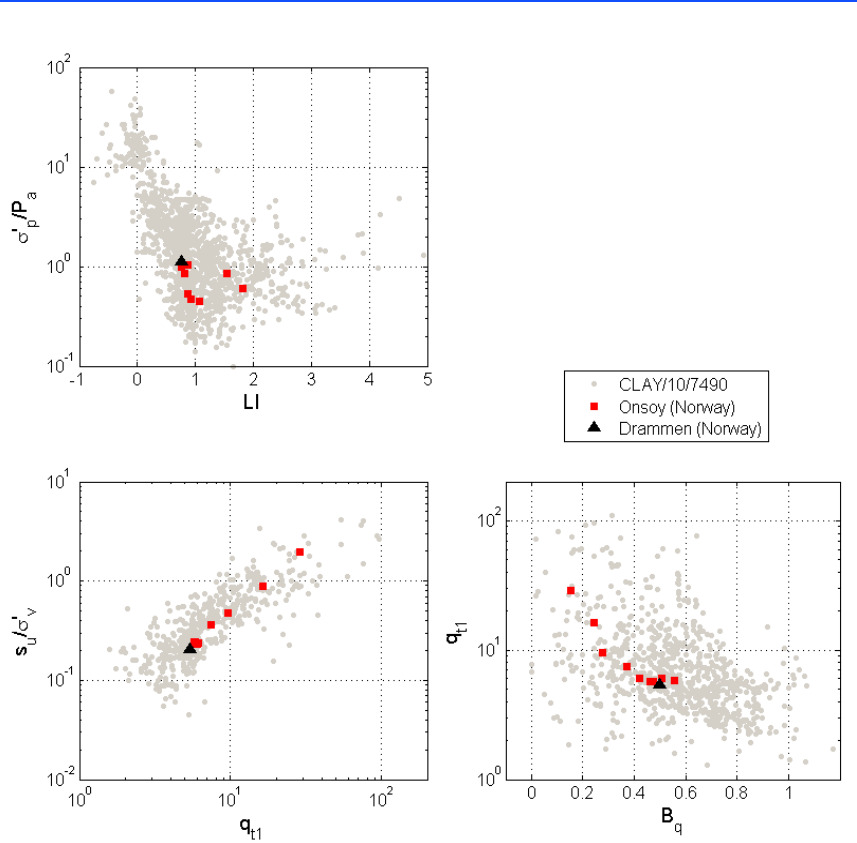 10²
10¹
10⁰
10⁻¹
σ'p/Pa
-1 0 1 2 3 4 5
LI
CLAY/10/7490
Onsoy (Norway)
Drammen (Norway)
10¹
10⁰
10⁻¹
10⁻²
su/σ'v
10⁰ 10¹ 10²
qt1
10²
10¹
10⁰
qt1
0 0.2 0.4 0.6 0.8 1
Bq